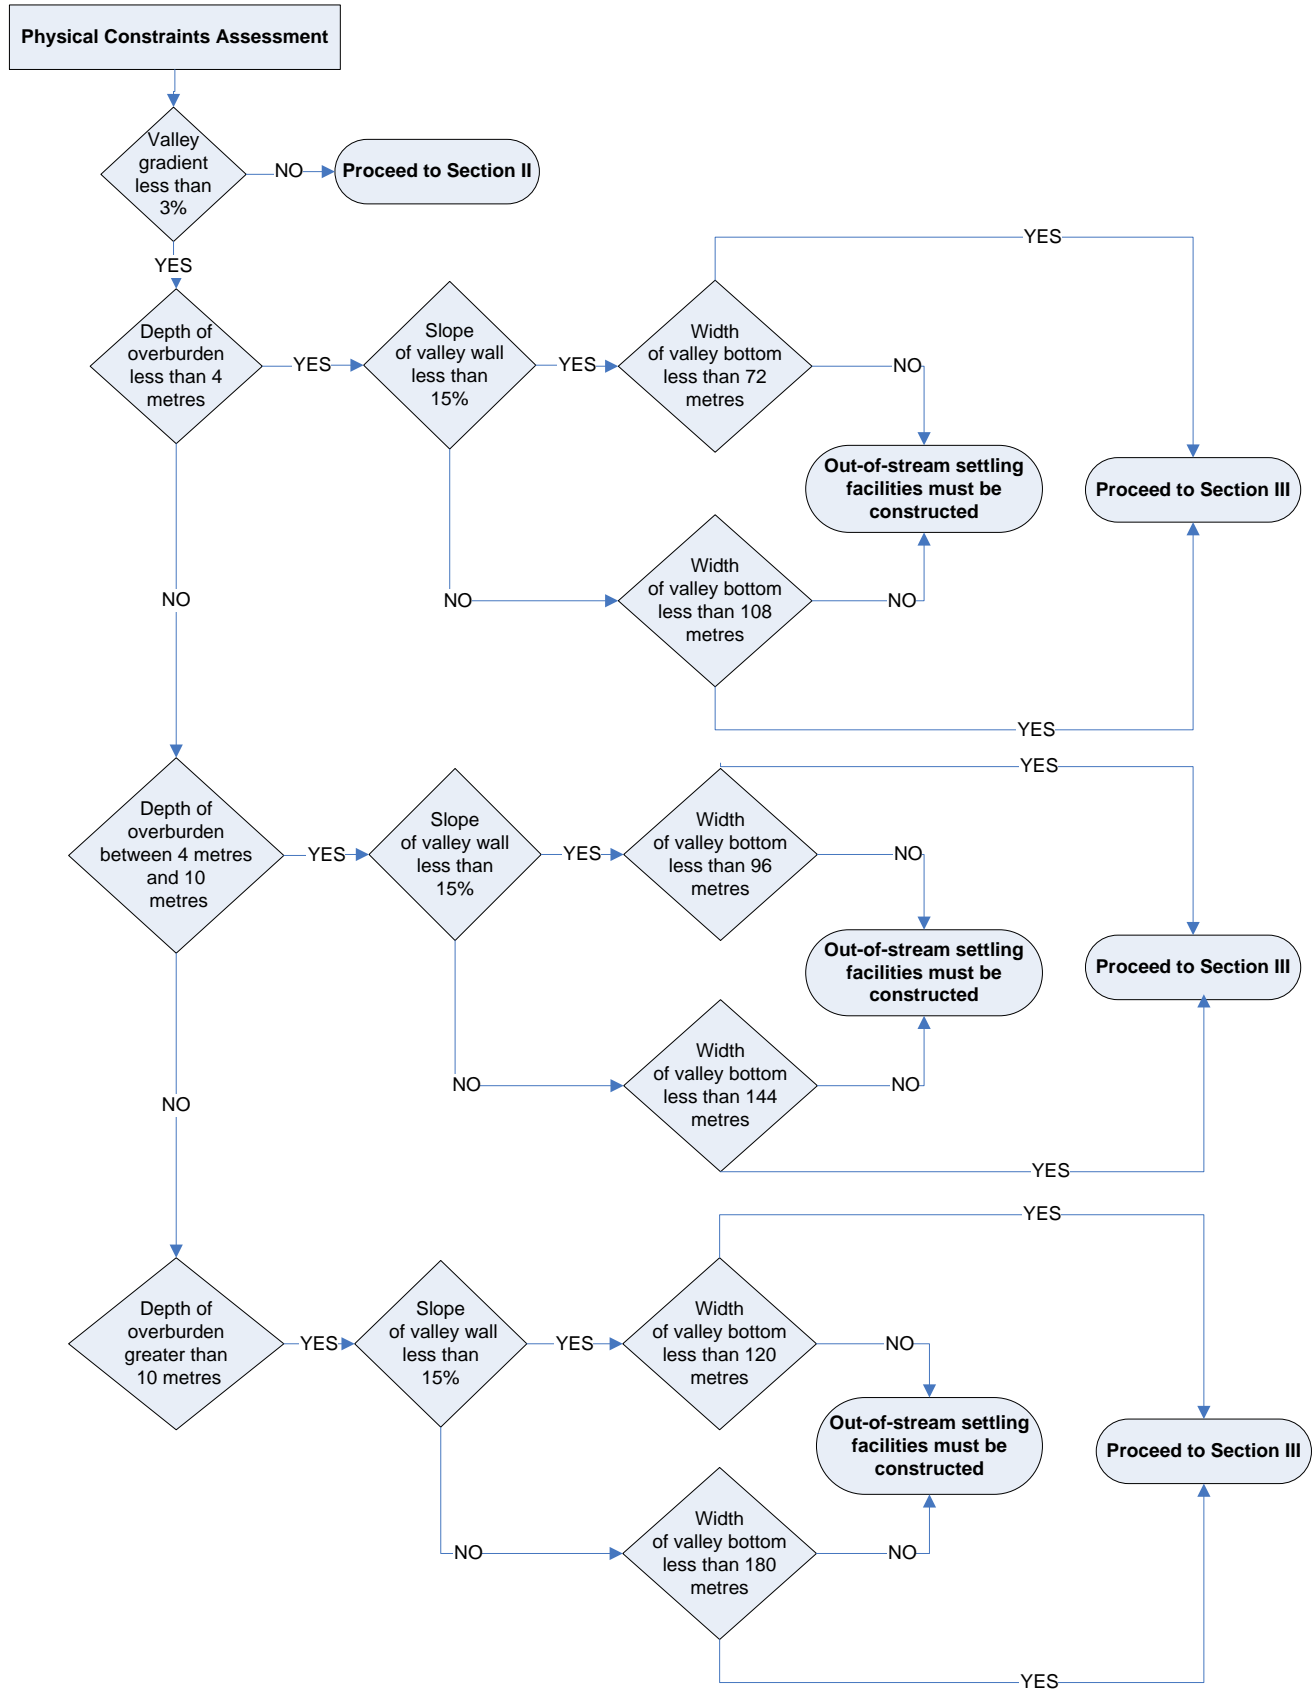 Physical Constraints Assessment
Valley
gradient
less than
3%
NO
Proceed to Section II
YES
YES
Depth of
overburden
less than 4
metres
YES
Slope
of valley wall
less than
15%
YES
Width
of valley bottom
less than 72
metres
NO
Out-of-stream settling
facilities must be
constructed
Proceed to Section III
NO
NO
Width
of valley bottom
less than 108
metres
NO
YES
YES
Depth of
overburden
between 4 metres
and 10
metres
YES
Slope
of valley wall
less than
15%
YES
Width
of valley bottom
less than 96
metres
NO
Out-of-stream settling
facilities must be
constructed
Proceed to Section III
NO
NO
Width
of valley bottom
less than 144
metres
NO
YES
YES
Depth of
overburden
greater than
10 metres
YES
Slope
of valley wall
less than
15%
YES
Width
of valley bottom
less than 120
metres
NO
Out-of-stream settling
facilities must be
constructed
Proceed to Section III
NO
Width
of valley bottom
less than 180
metres
NO
YES